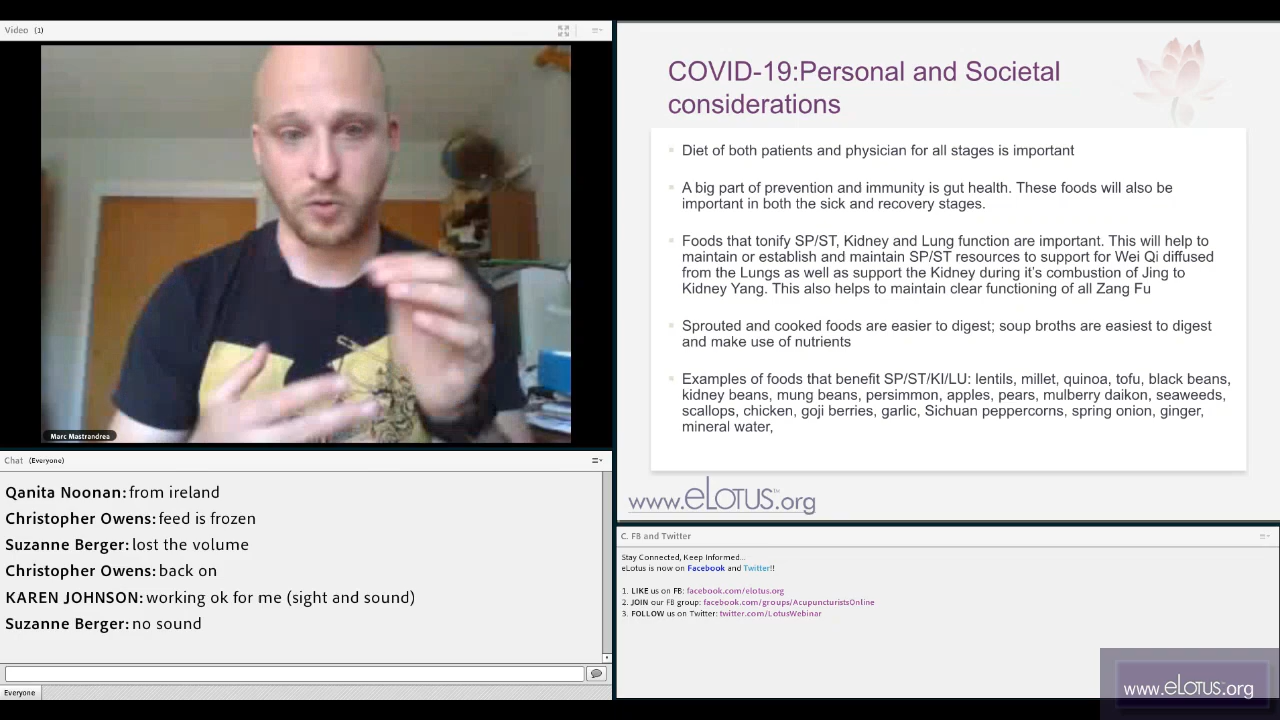 Video (1)
Marc Mastrandrea
Chat (Everyone)
Qanita Noonan: from ireland
Christopher Owens: feed is frozen
Suzanne Berger: lost the volume
Christopher Owens: back on
KAREN JOHNSON: working ok for me (sight and sound)
Suzanne Berger: no sound
Everyone
COVID-19:Personal and Societal
considerations
Diet of both patients and physician for all stages is important
A big part of prevention and immunity is gut health. These foods will also be
important in both the sick and recovery stages.
Foods that tonify SP/ST, Kidney and Lung function are important. This will help to
maintain or establish and maintain SP/ST resources to support for Wei Qi diffused
from the Lungs as well as support the Kidney during it's combustion of Jing to
Kidney Yang. This also helps to maintain clear functioning of all Zang Fu
Sprouted and cooked foods are easier to digest; soup broths are easiest to digest
and make use of nutrients
Examples of foods that benefit SP/ST/KI/LU: lentils, millet, quinoa, tofu, black beans,
kidney beans, mung beans, persimmon, apples, pears, mulberry daikon, seaweeds,
scallops, chicken, goji berries, garlic, Sichuan peppercorns, spring onion, ginger,
mineral water,
www.eLOTUS.org
C. FB and Twitter
Stay Connected, Keep Informed...
eLotus is now on Facebook and Twitter!!
1. LIKE us on FB: facebook.com/elotus.org
2. JOIN our FB group: facebook.com/groups/AcupuncturistsOnline
3. FOLLOW us on Twitter: twitter.com/LotusWebinar
www.eLOTUS.org